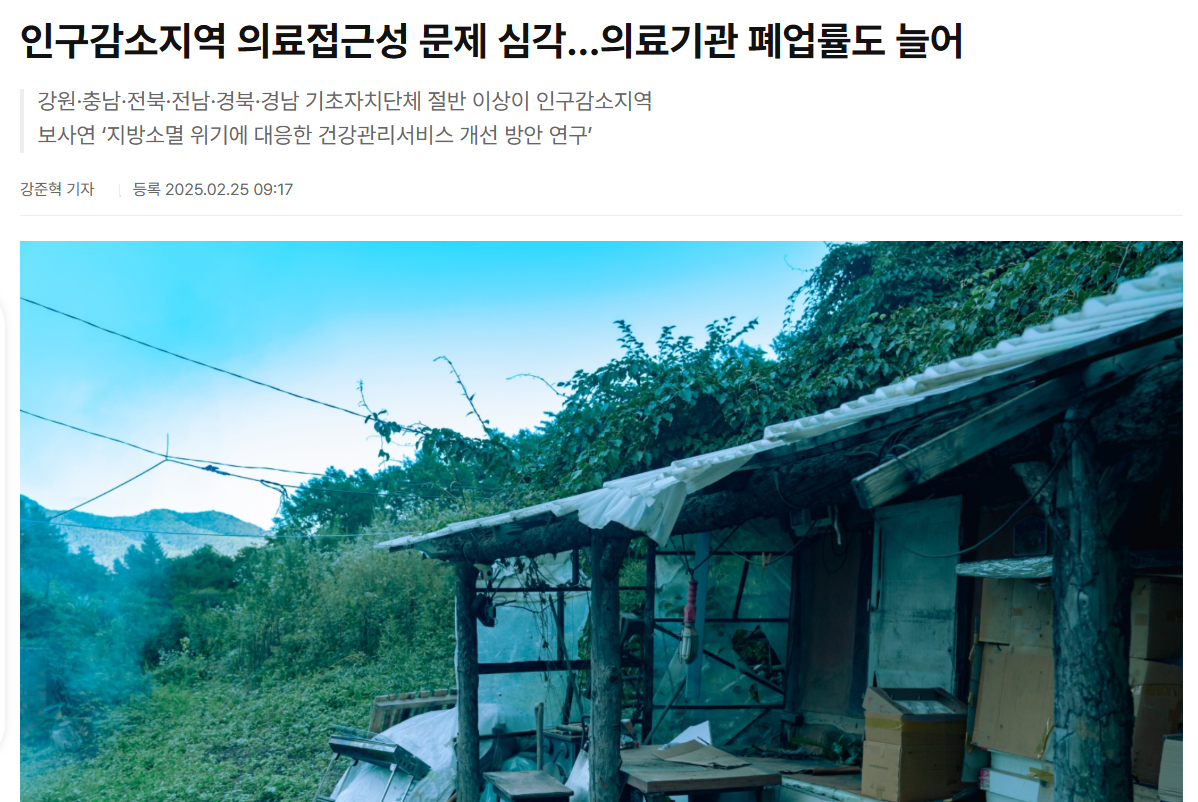 인구감소지역 의료접근성 문제 심각…의료기관 폐업률도 늘어
강원·충남·전북·전남·경북·경남 기초자치단체 절반 이상이 인구감소지역
보사연 ‘지방소멸 위기에 대응한 건강관리서비스 개선 방안 연구’
강준혁 기자 등록 2025.02.25 09:17